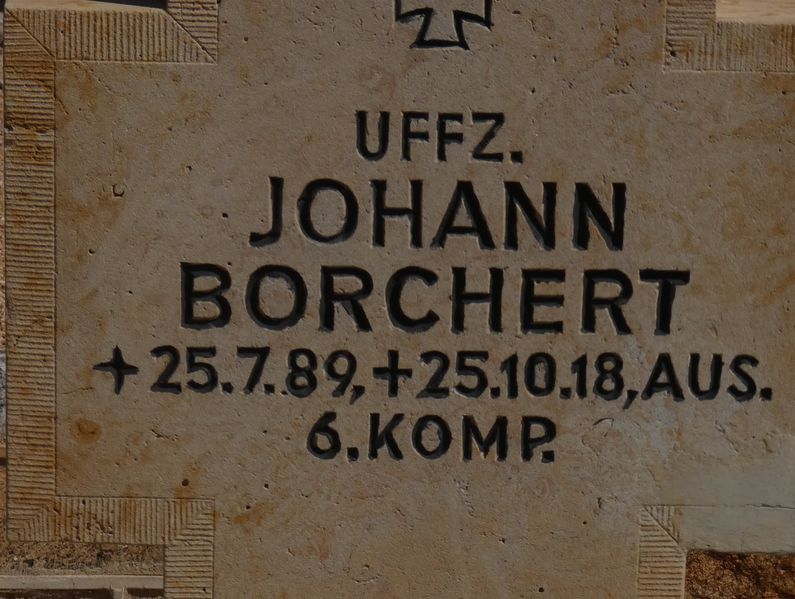 UFFZ.
JOHANN
BORCHERT
✦25.7.89,+25.10.18,AUS.
6.KOMP.